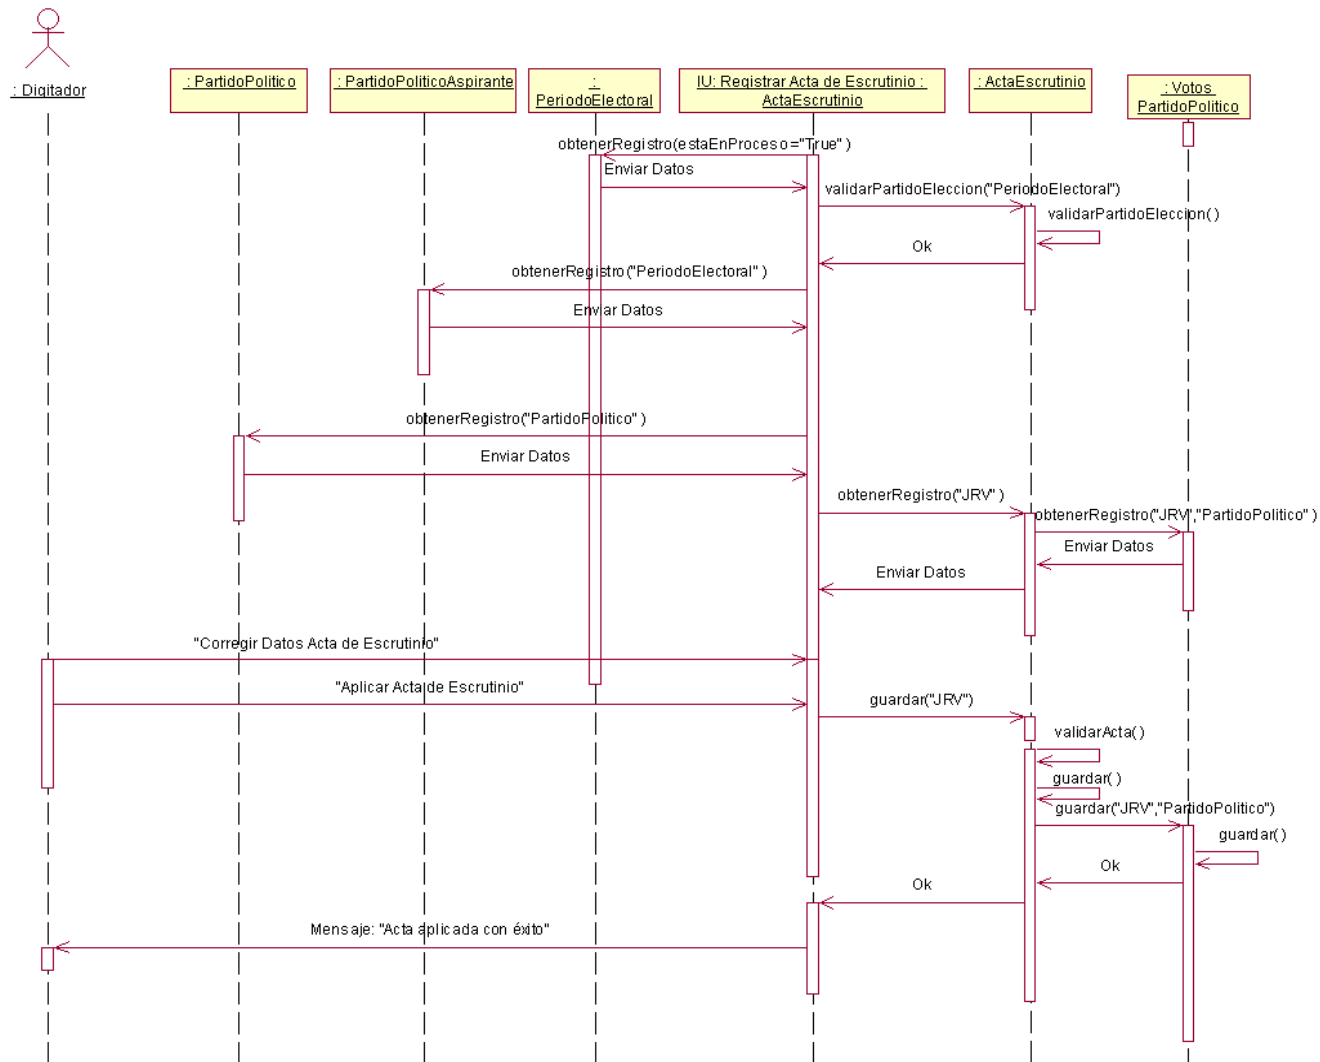 : Digitador
: PartidoPolitico
: PartidoPoliticoAspirante
:
PeriodoElectoral
IU: Registrar Acta de Escrutinio :
ActaEscrutinio
: ActaEscrutinio
: Votos
PartidoPolitico
obtenerRegistro(estaEnProceso="True" )
Enviar Datos
validarPartidoEleccion("PeriodoElectoral")
validarPartidoEleccion( )
Ok
obtenerRegistro("PeriodoElectoral" )
Enviar Datos
obtenerRegistro("PartidoPolitico" )
Enviar Datos
obtenerRegistro("JRV" )
obtenerRegistro("JRV","PartidoPolitico" )
Enviar Datos
Enviar Datos
"Corregir Datos Acta de Escrutinio"
"Aplicar Acta de Escrutinio"
guardar("JRV")
validarActa( )
guardar( )
guardar("JRV","PartidoPolitico")
guardar( )
Ok
Ok
Mensaje: "Acta aplicada con éxito"